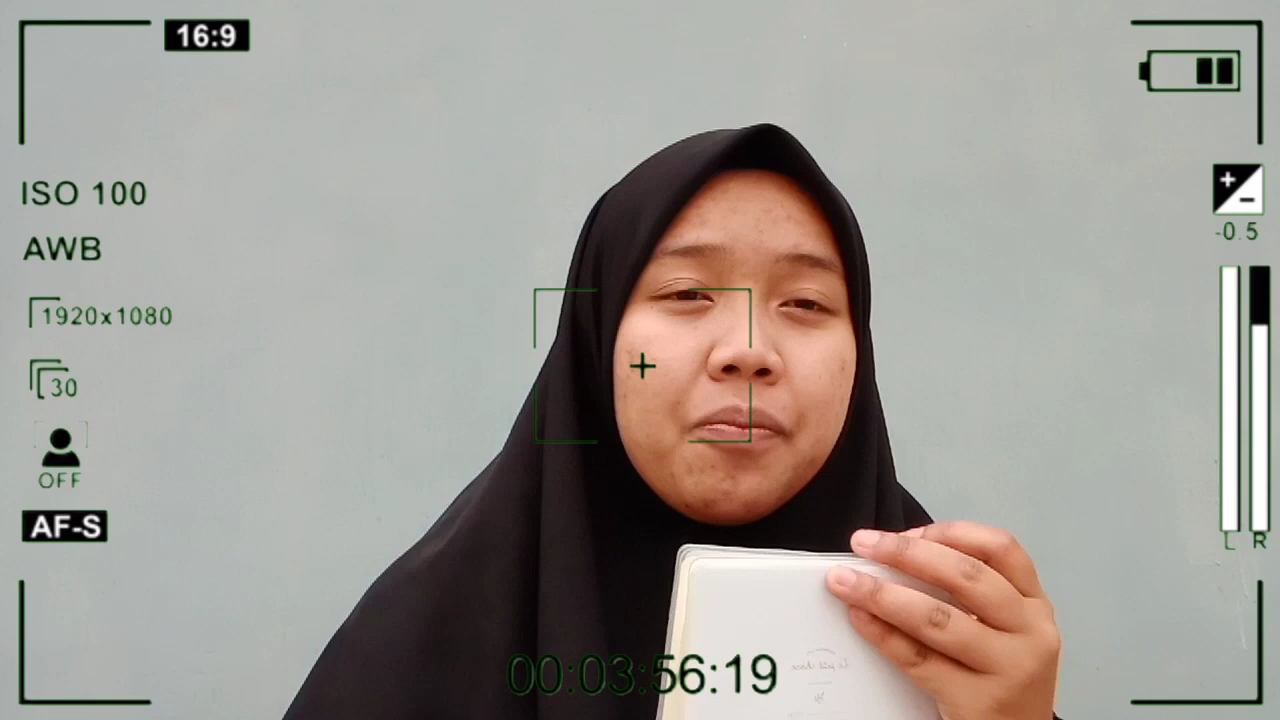 16:9
ISO 100
AWB
1920x1080
30
OFF
AF-S
+
-
-0.5
L R
00:03:56:19